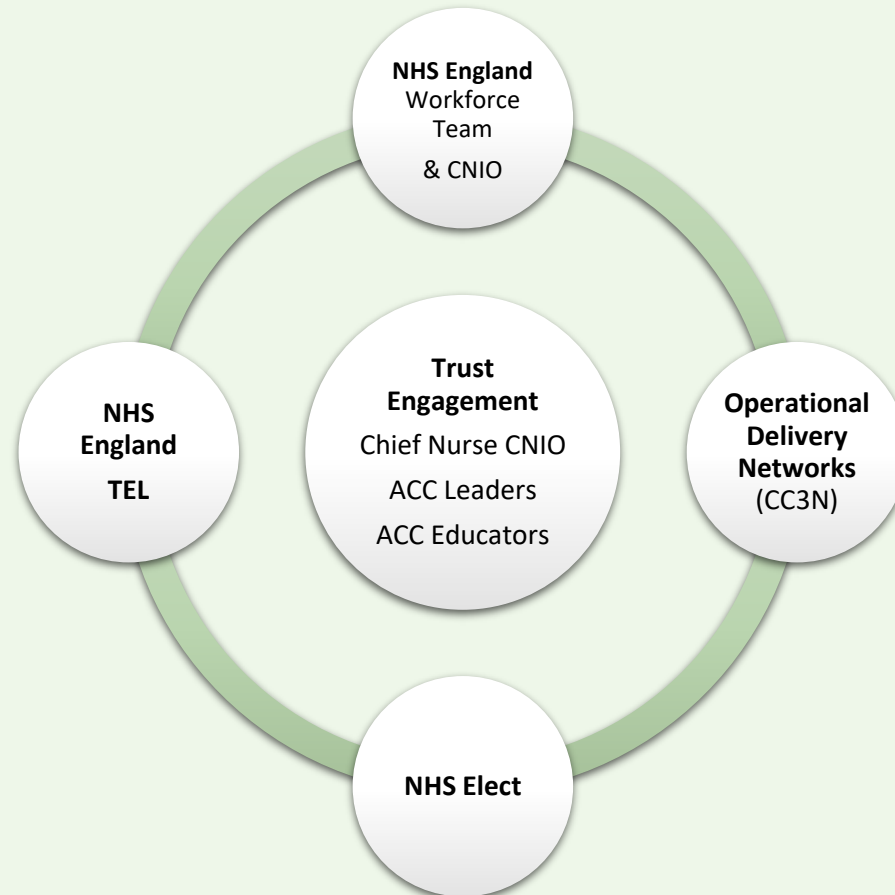 NHS England
Workforce
Team
& CNIO
NHS
England
TEL
Trust
Engagement
Chief Nurse CNIO
ACC Leaders
ACC Educators
Operational
Delivery
Networks
(CC3N)
NHS Elect